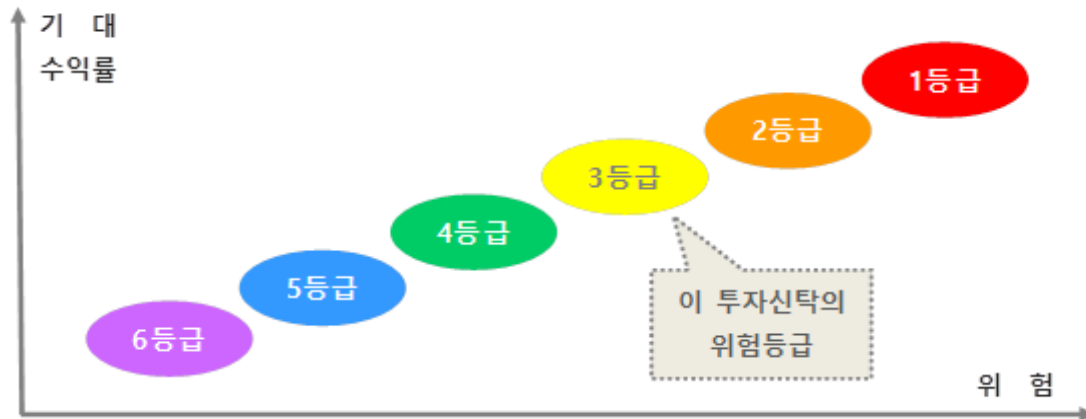 기 대
수익률
1등급
2등급
3등급
4등급
5등급
6등급
이 투자신탁의
위험등급
위 험